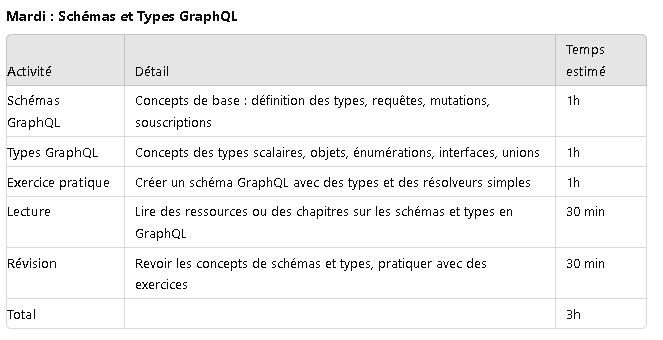 Mardi : Schémas et Types GraphQL
Temps
Activité Détail estimé
Schémas Concepts de base : définition des types, requêtes, mutations, 1h
GraphQL souscriptions
Types GraphQL Concepts des types scalaires, objets, énumérations, interfaces, unions 1h
Exercice pratique Créer un schéma GraphQL avec des types et des résolveurs simples 1h
Lecture Lire des ressources ou des chapitres sur les schémas et types en 30 min
GraphQL
Révision Revoir les concepts de schémas et types, pratiquer avec des 30 min
exercices
Total 3h